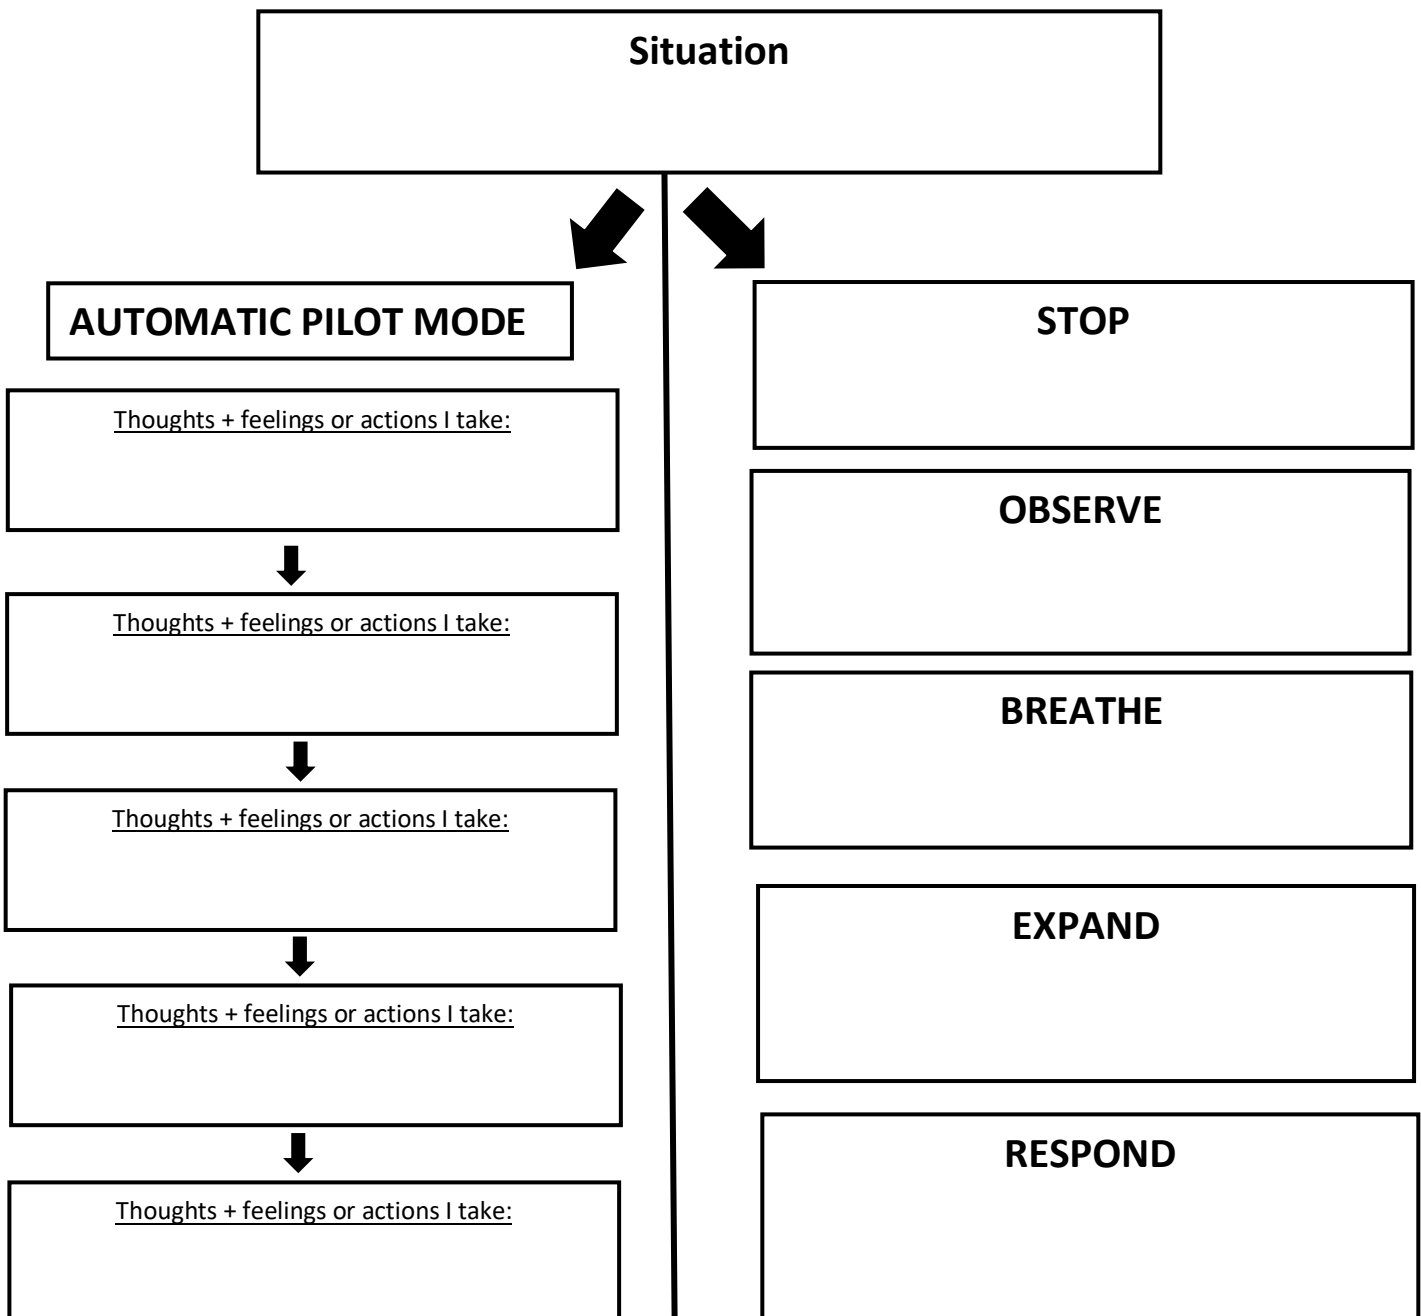 Situation
AUTOMATIC PILOT MODE
Thoughts + feelings or actions I take:
Thoughts + feelings or actions I take:
Thoughts + feelings or actions I take:
Thoughts + feelings or actions I take:
Thoughts + feelings or actions I take:
STOP
OBSERVE
BREATHE
EXPAND
RESPOND